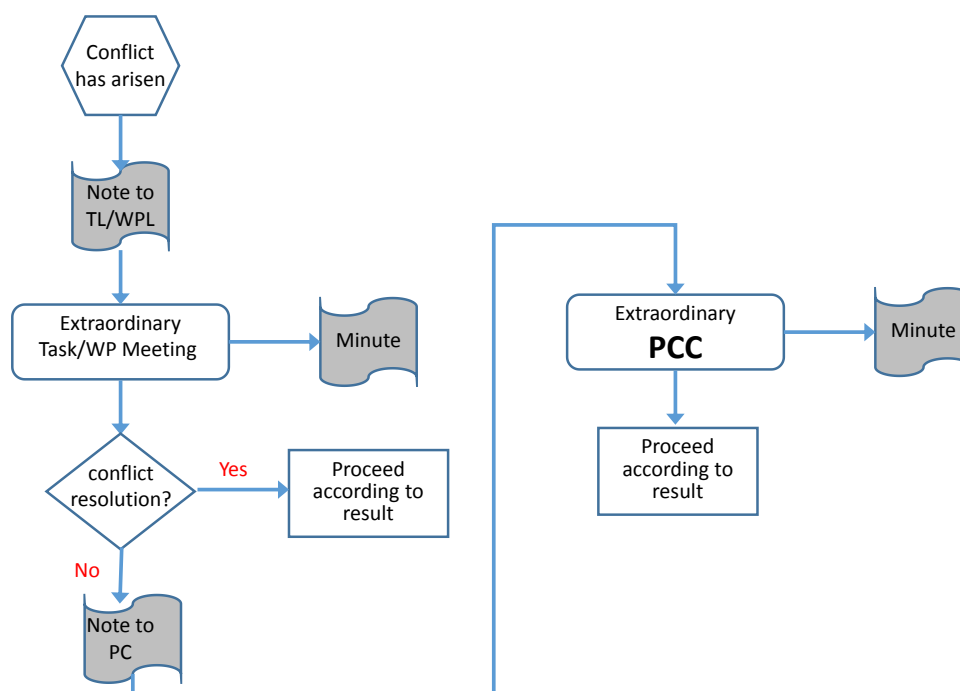 Conflict
has arisen
Note to
TL/WPL
Extraordinary
Task/WP Meeting
Minute
conflict
resolution?
Yes
Proceed
according to
result
No
Note to
PC
Extraordinary
PCC
Minute
Proceed
according to
result